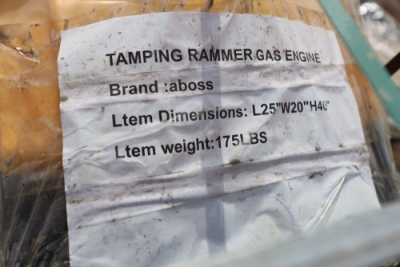 TAMPING RAMMER GAS ENGINE
Brand :aboss
Ltem Dimensions: L25"W20"H40"
Ltem weight:175LBS